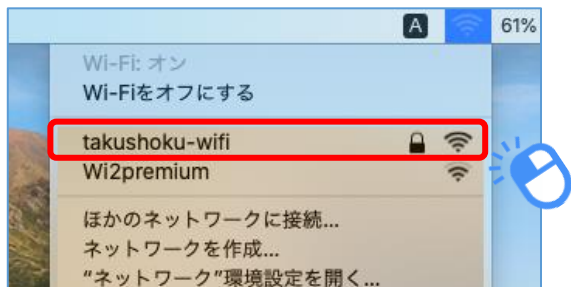 A 61%
Wi-Fi: オン
Wi-Fiをオフにする
takushoku-wifi
Wi2premium
ほかのネットワークに接続...
ネットワークを作成...
“ネットワーク”環境設定を開く...